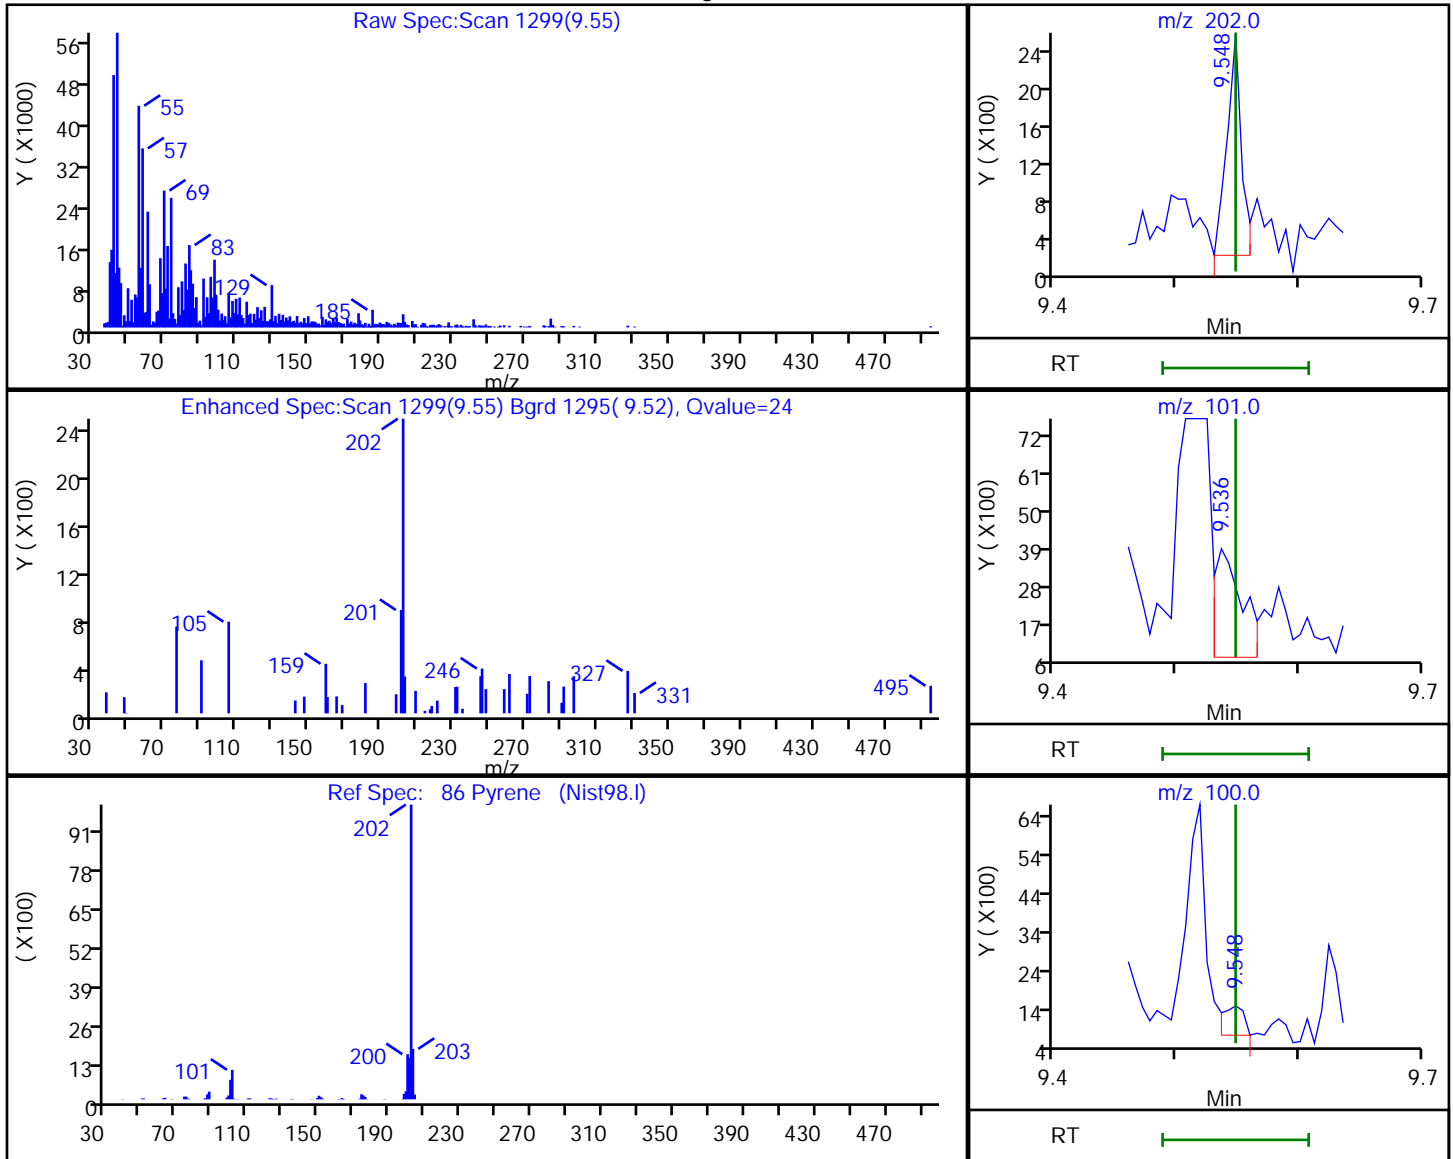 Raw Spec:Scan 1299(9.55)
Y ( X1000)
56
48
40
32
24
16
8
0
55
57
69
83
129
185
30 70 110 150 190 230 270 310 350 390 430 470
m/z
m/z 202.0
Y ( X100)
24
20
16
12
8
4
0
9.548
9.4 9.7
Min
RT
Enhanced Spec:Scan 1299(9.55) Bgrd 1295( 9.52), Qvalue=24
Y ( X100)
24
20
16
12
8
4
0
202
201
105
159
246
327
331
495
30 70 110 150 190 230 270 310 350 390 430 470
m/z
m/z 101.0
Y ( X100)
72
61
50
39
28
17
6
9.536
9.4 9.7
Min
RT
Ref Spec: 86 Pyrene (Nist98.l)
( X100)
91
78
65
52
39
26
13
0
202
200
203
101
30 70 110 150 190 230 270 310 350 390 430 470
m/z 100.0
Y ( X100)
64
54
44
34
24
14
4
9.548
9.4 9.7
Min
RT